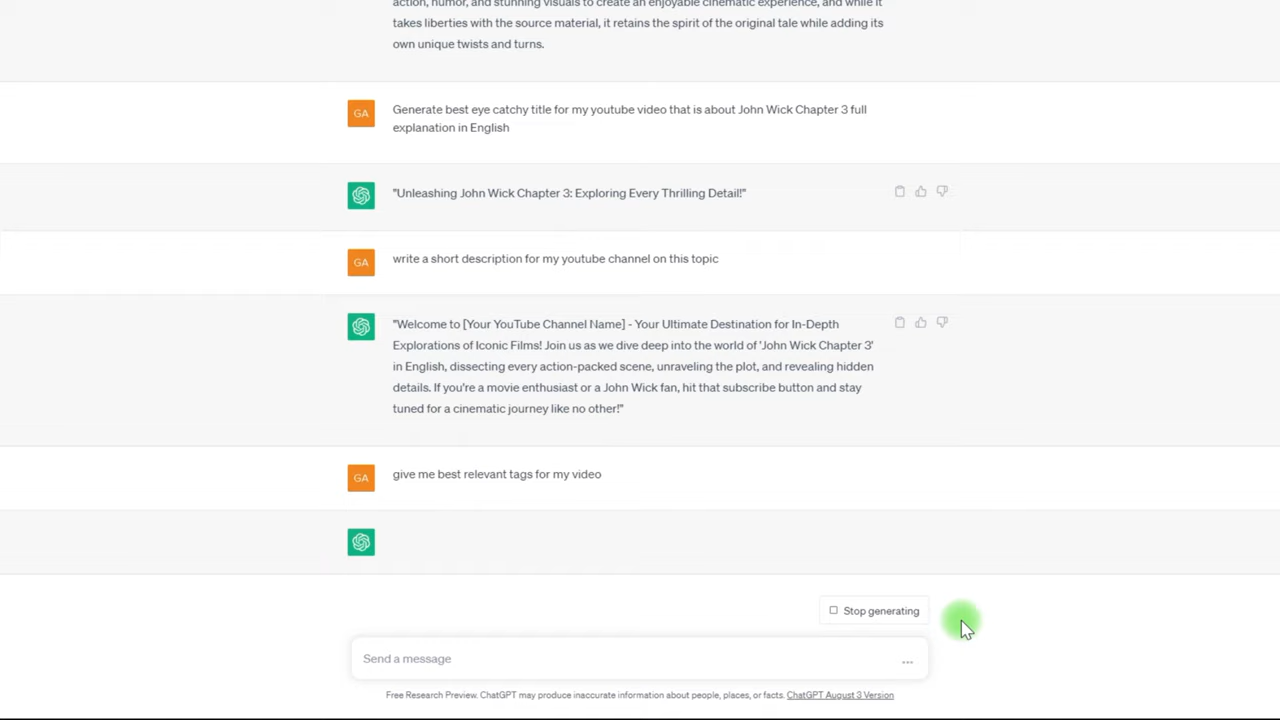 action, humor, and stunning visuals to create an enjoyable cinematic experience, and while it
takes liberties with the source material, it retains the spirit of the original tale while adding its
own unique twists and turns.
GA
Generate best eye catchy title for my youtube video that is about John Wick Chapter 3 full
explanation in English
"Unleashing John Wick Chapter 3: Exploring Every Thrilling Detail!"
GA
write a short description for my youtube channel on this topic
"Welcome to [Your YouTube Channel Name] - Your Ultimate Destination for In-Depth
Explorations of Iconic Films! Join us as we dive deep into the world of 'John Wick Chapter 3'
in English, dissecting every action-packed scene, unraveling the plot, and revealing hidden
details. If you're a movie enthusiast or a John Wick fan, hit that subscribe button and stay
tuned for a cinematic journey like no other!"
GA
give me best relevant tags for my video
Stop generating
Send a message
...
Free Research Preview. ChatGPT may produce inaccurate information about people, places, or facts. ChatGPT August 3 Version